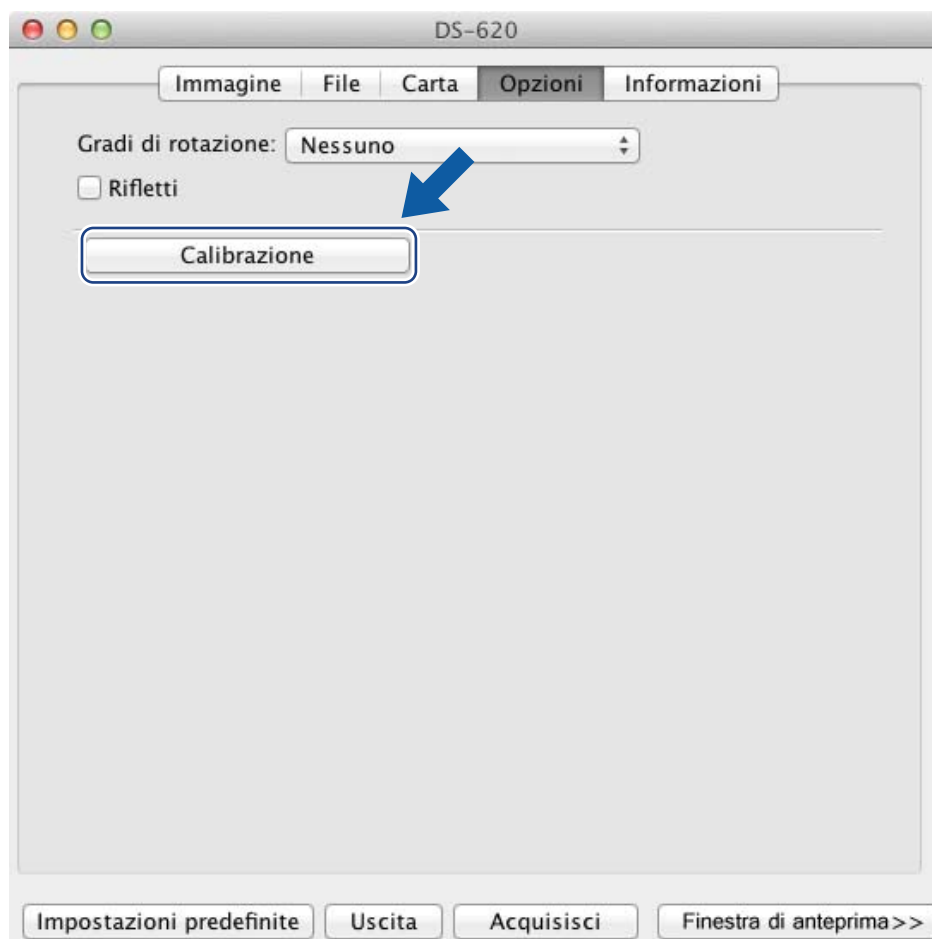 DS-620
Immagine File Carta Opzioni Informazioni
Gradi di rotazione: Nessuno
Rifletti
Calibrazione
Impostazioni predefinite Uscita Acquisisci Finestra di anteprima>>